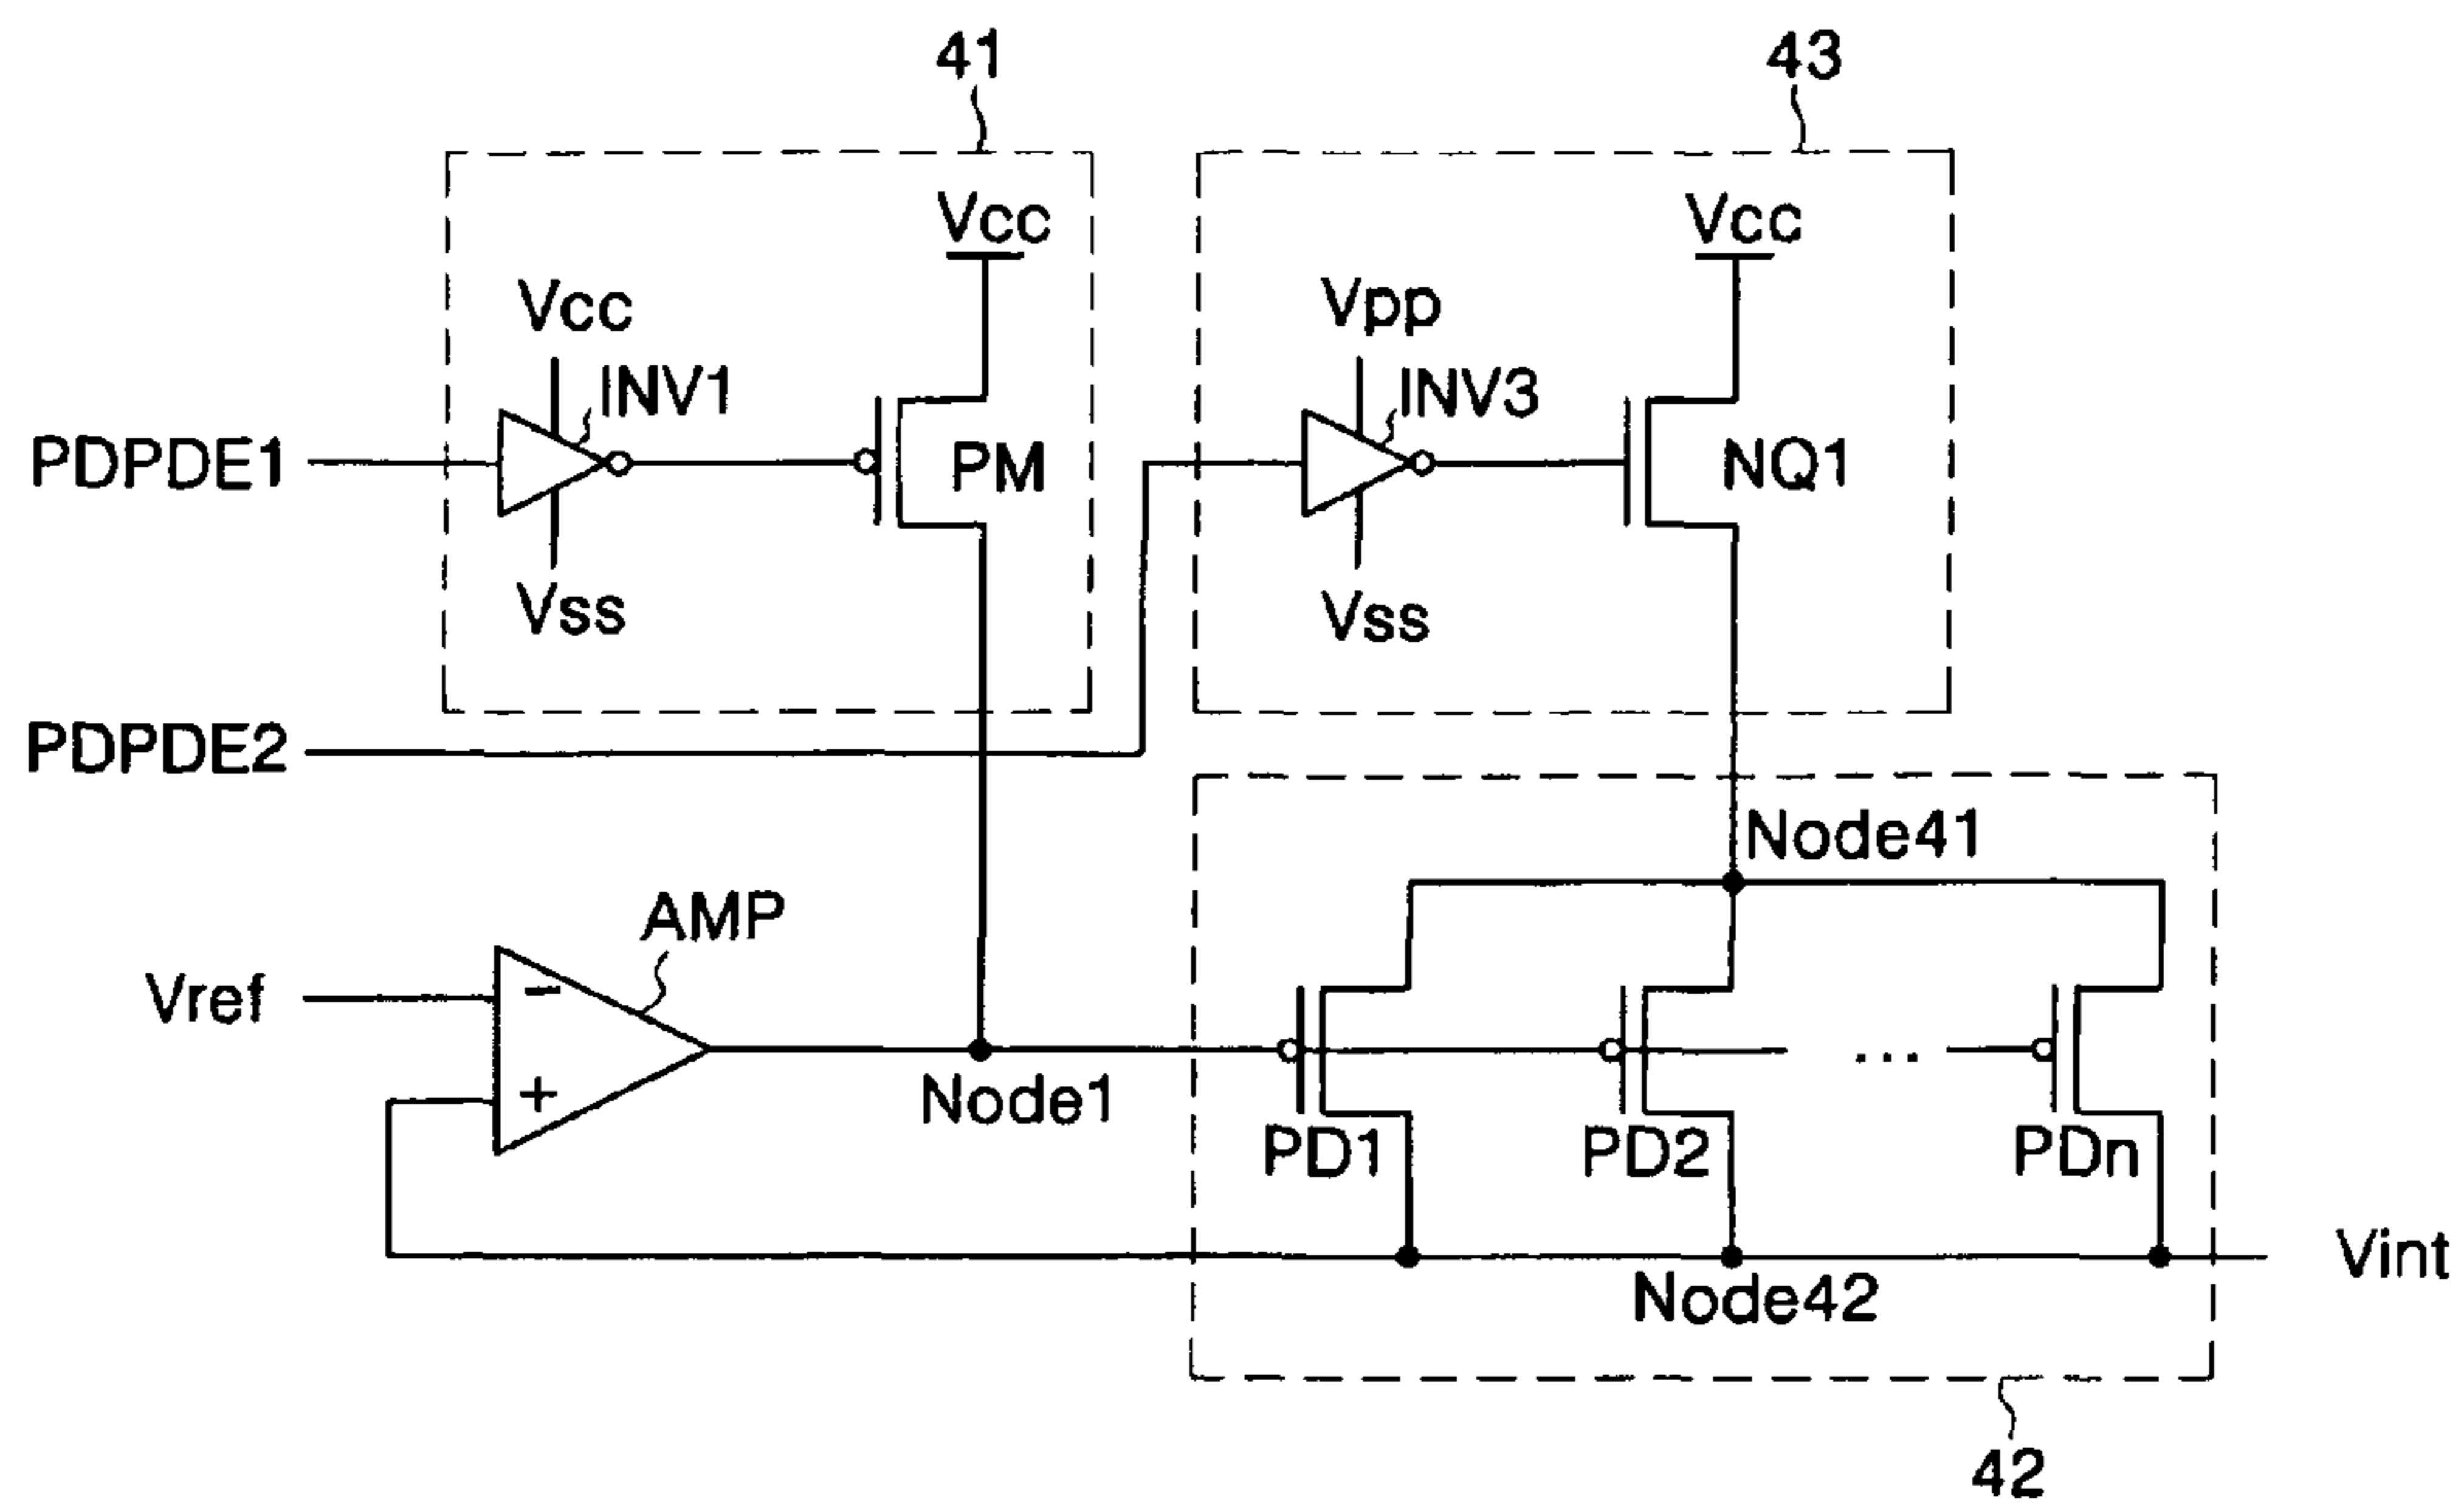 41
43
Vcc
Vcc
Vcc
Vpp
INV1
INV3
PDPDE1
PM
NQ1
Vss
Vss
PDPDE2
Node41
AMP
Vref
−
+
Node1
...
PD1
PD2
PDn
Vint
Node42
42